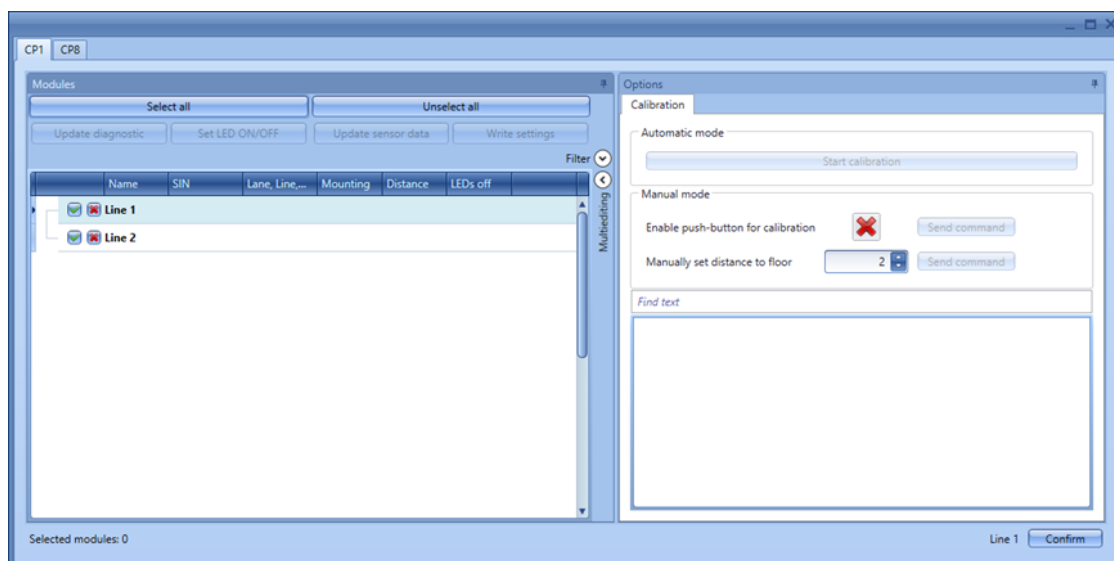 CP1 CP8
Modules
Select all Unselect all
Update diagnostic Set LED ON/OFF Update sensor data Write settings
Filter
Name SIN Lane, Line,... Mounting Distance LEDs off
Line 1
Line 2
Multiediting
Selected modules: 0
Options
Calibration
Automatic mode
Start calibration
Manual mode
Enable push-button for calibration Send command
Manually set distance to floor 2 Send command
Find text
Line 1 Confirm